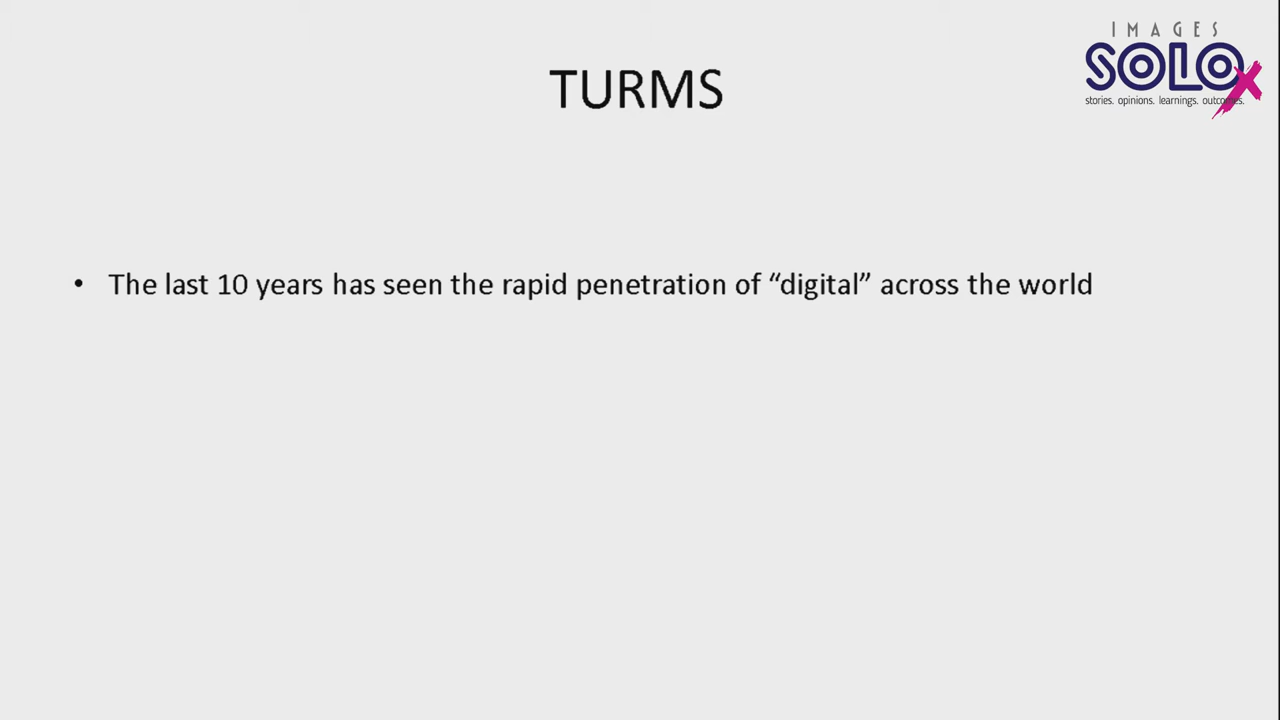 IMAGES
SOLOX
stories. opinions. learnings. outcomes.
TURMS
• The last 10 years has seen the rapid penetration of “digital” across the world